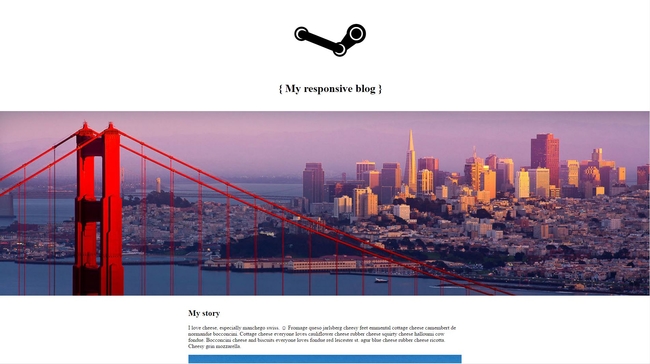 { My responsive blog }
My story
I love cheese, especially manchego swiss. ☺ Fromage queso jarlsberg cheesy feet emmental cottage cheese camembert de
normandie bocconcini. Cottage cheese everyone loves cauliflower cheese rubber cheese squirty cheese halloumi cow
fondue. Bocconcini cheese and biscuits everyone loves fondue red leicester st. agur blue cheese rubber cheese ricotta.
Cheesy grin mozzarella.